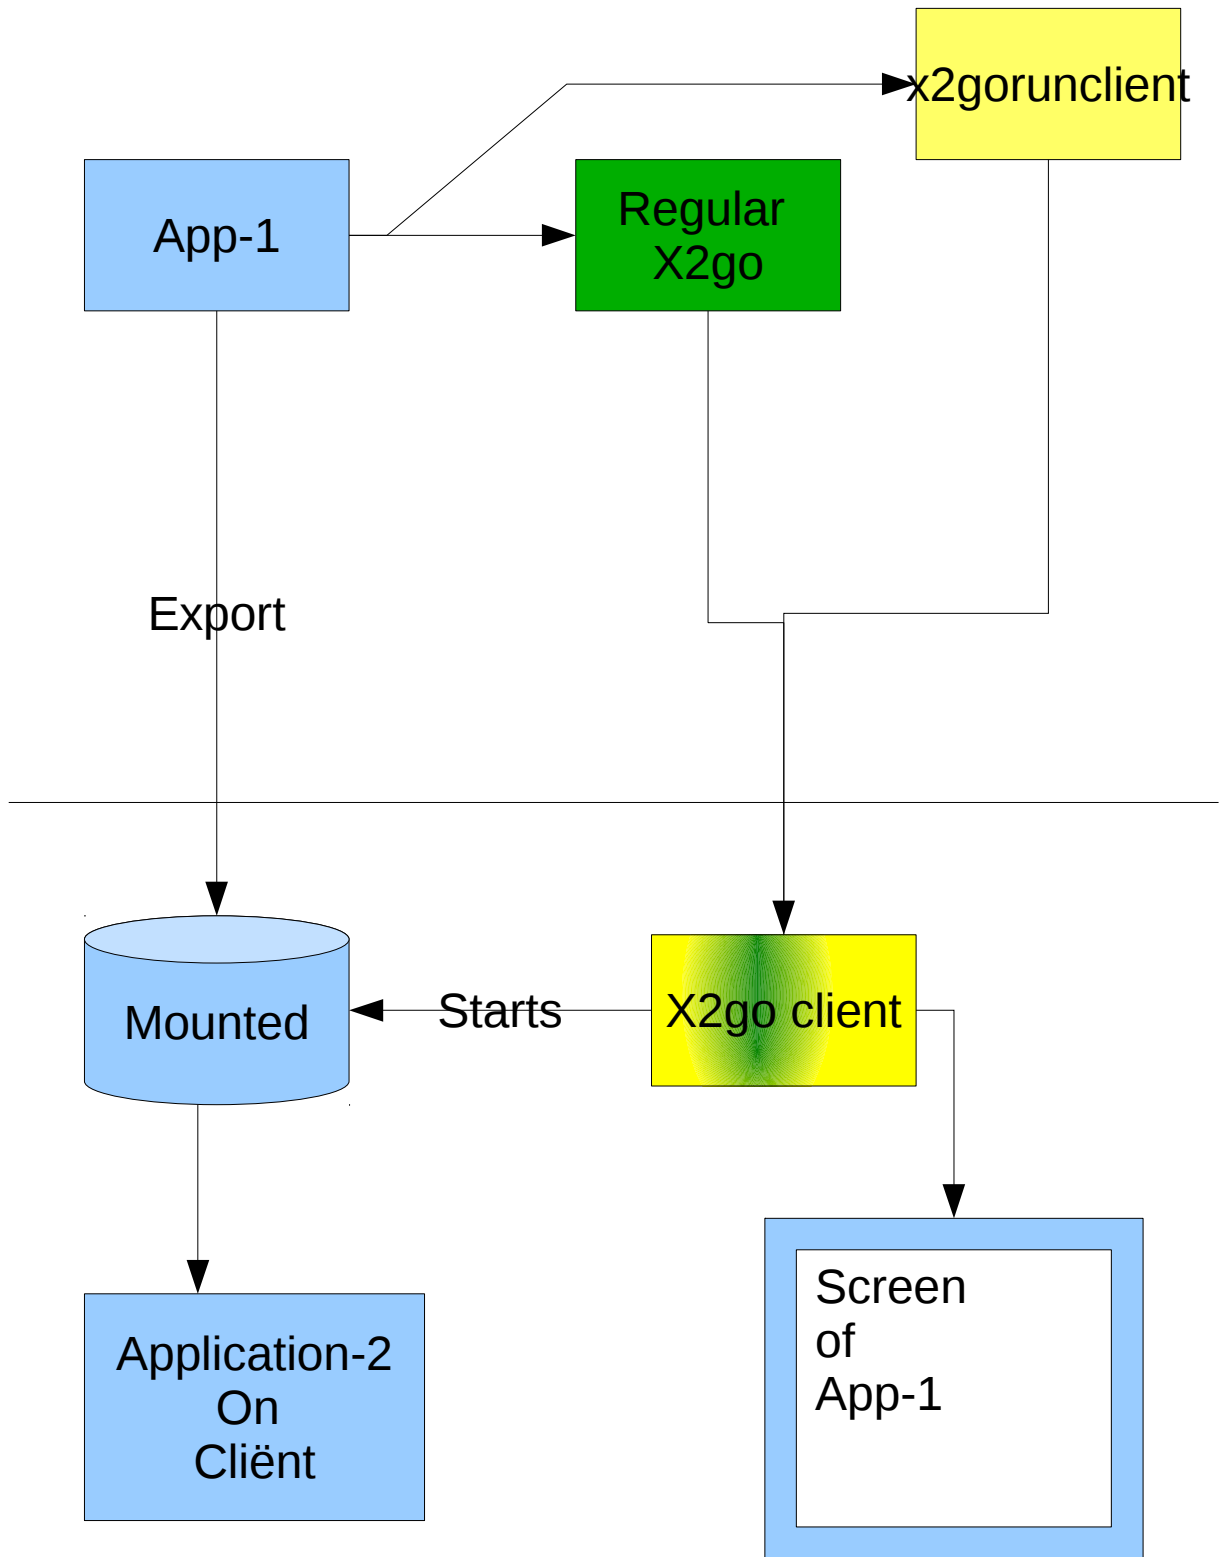 x2gorunclient
App-1
Regular
X2go
Export
Mounted
Starts
X2go client
Application-2
On
Cliënt
Screen
of
App-1